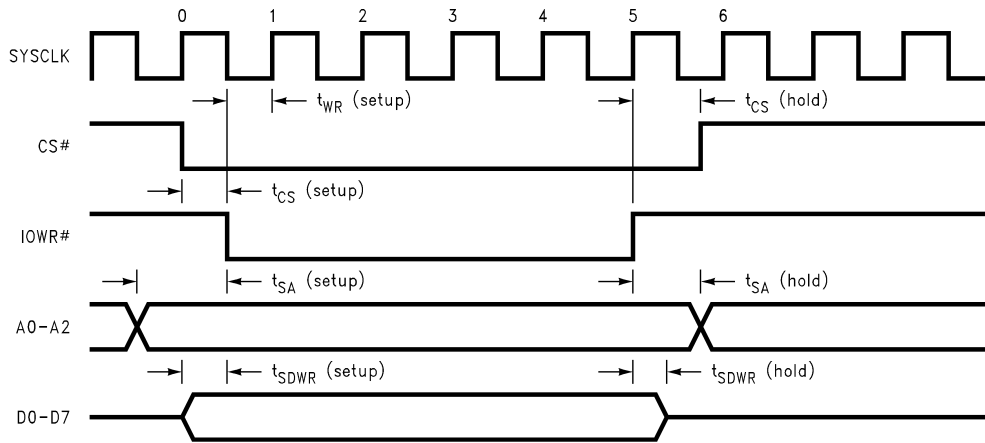 0 1 2 3 4 5 6
SYSCLK
tWR (setup) tCS (hold)
CS#
tCS (setup)
IOWR#
tSA (setup) tSA (hold)
A0-A2
tSDWR (setup) tSDWR (hold)
D0-D7